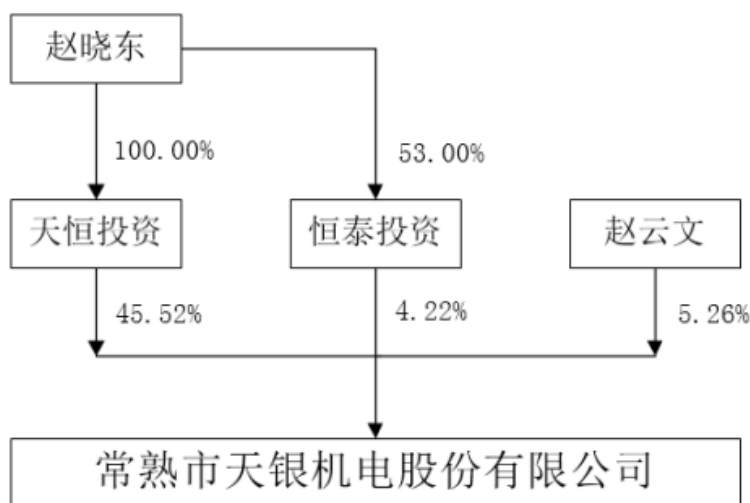 赵晓东
100.00%
53.00%
天恒投资
恒泰投资
赵云文
45.52%
4.22%
5.26%
常熟市天银机电股份有限公司